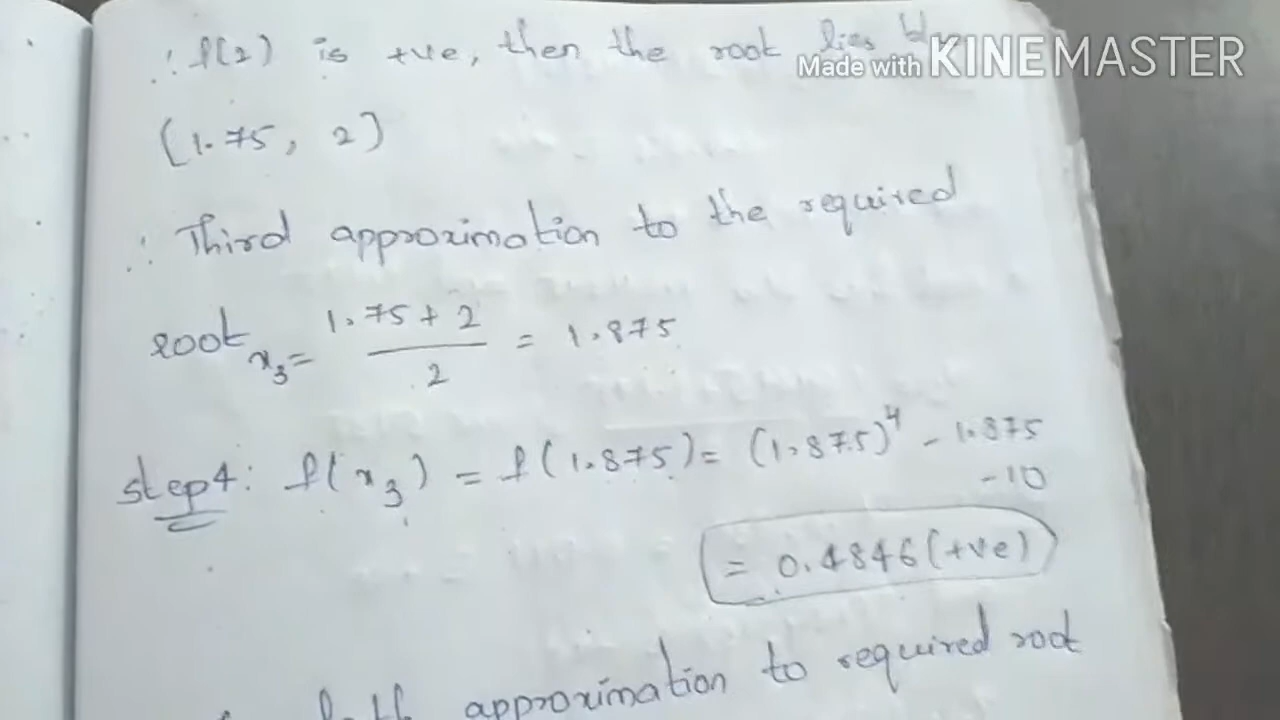 ∴ f(2) is +ve, then the root lies
Made with KINEMASTER
(1.75, 2)
∴ Third approximation to the required
root x₃ = (1.75 + 2)/2 = 1.875
step4: f(x₃) = f(1.875) = (1.875)⁴ - 1.875
-10
= 0.4846 (+ve)
approximation to required root